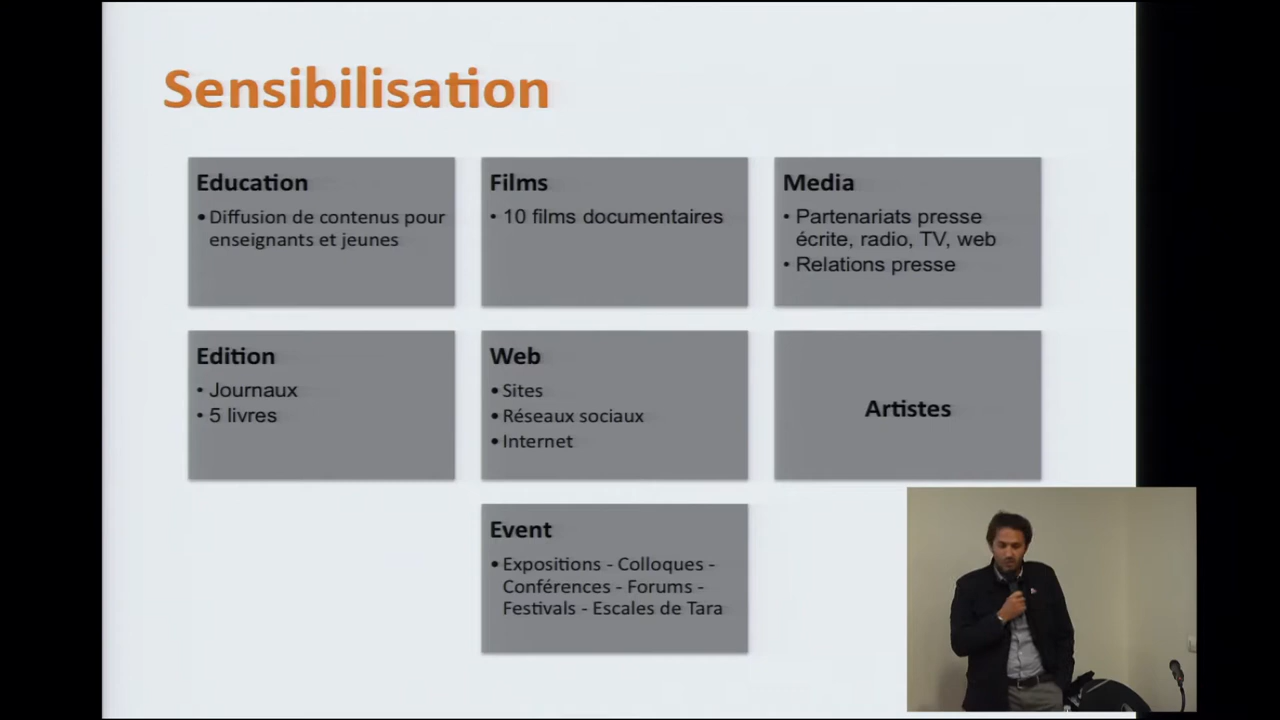 Sensibilisation
Education
• Diffusion de contenus pour
enseignants et jeunes
Films
• 10 films documentaires
Media
• Partenariats presse
écrite, radio, TV, web
• Relations presse
Edition
• Journaux
• 5 livres
Web
• Sites
• Réseaux sociaux
• Internet
Artistes
Event
• Expositions - Colloques -
Conférences - Forums -
Festivals - Escales de Tara